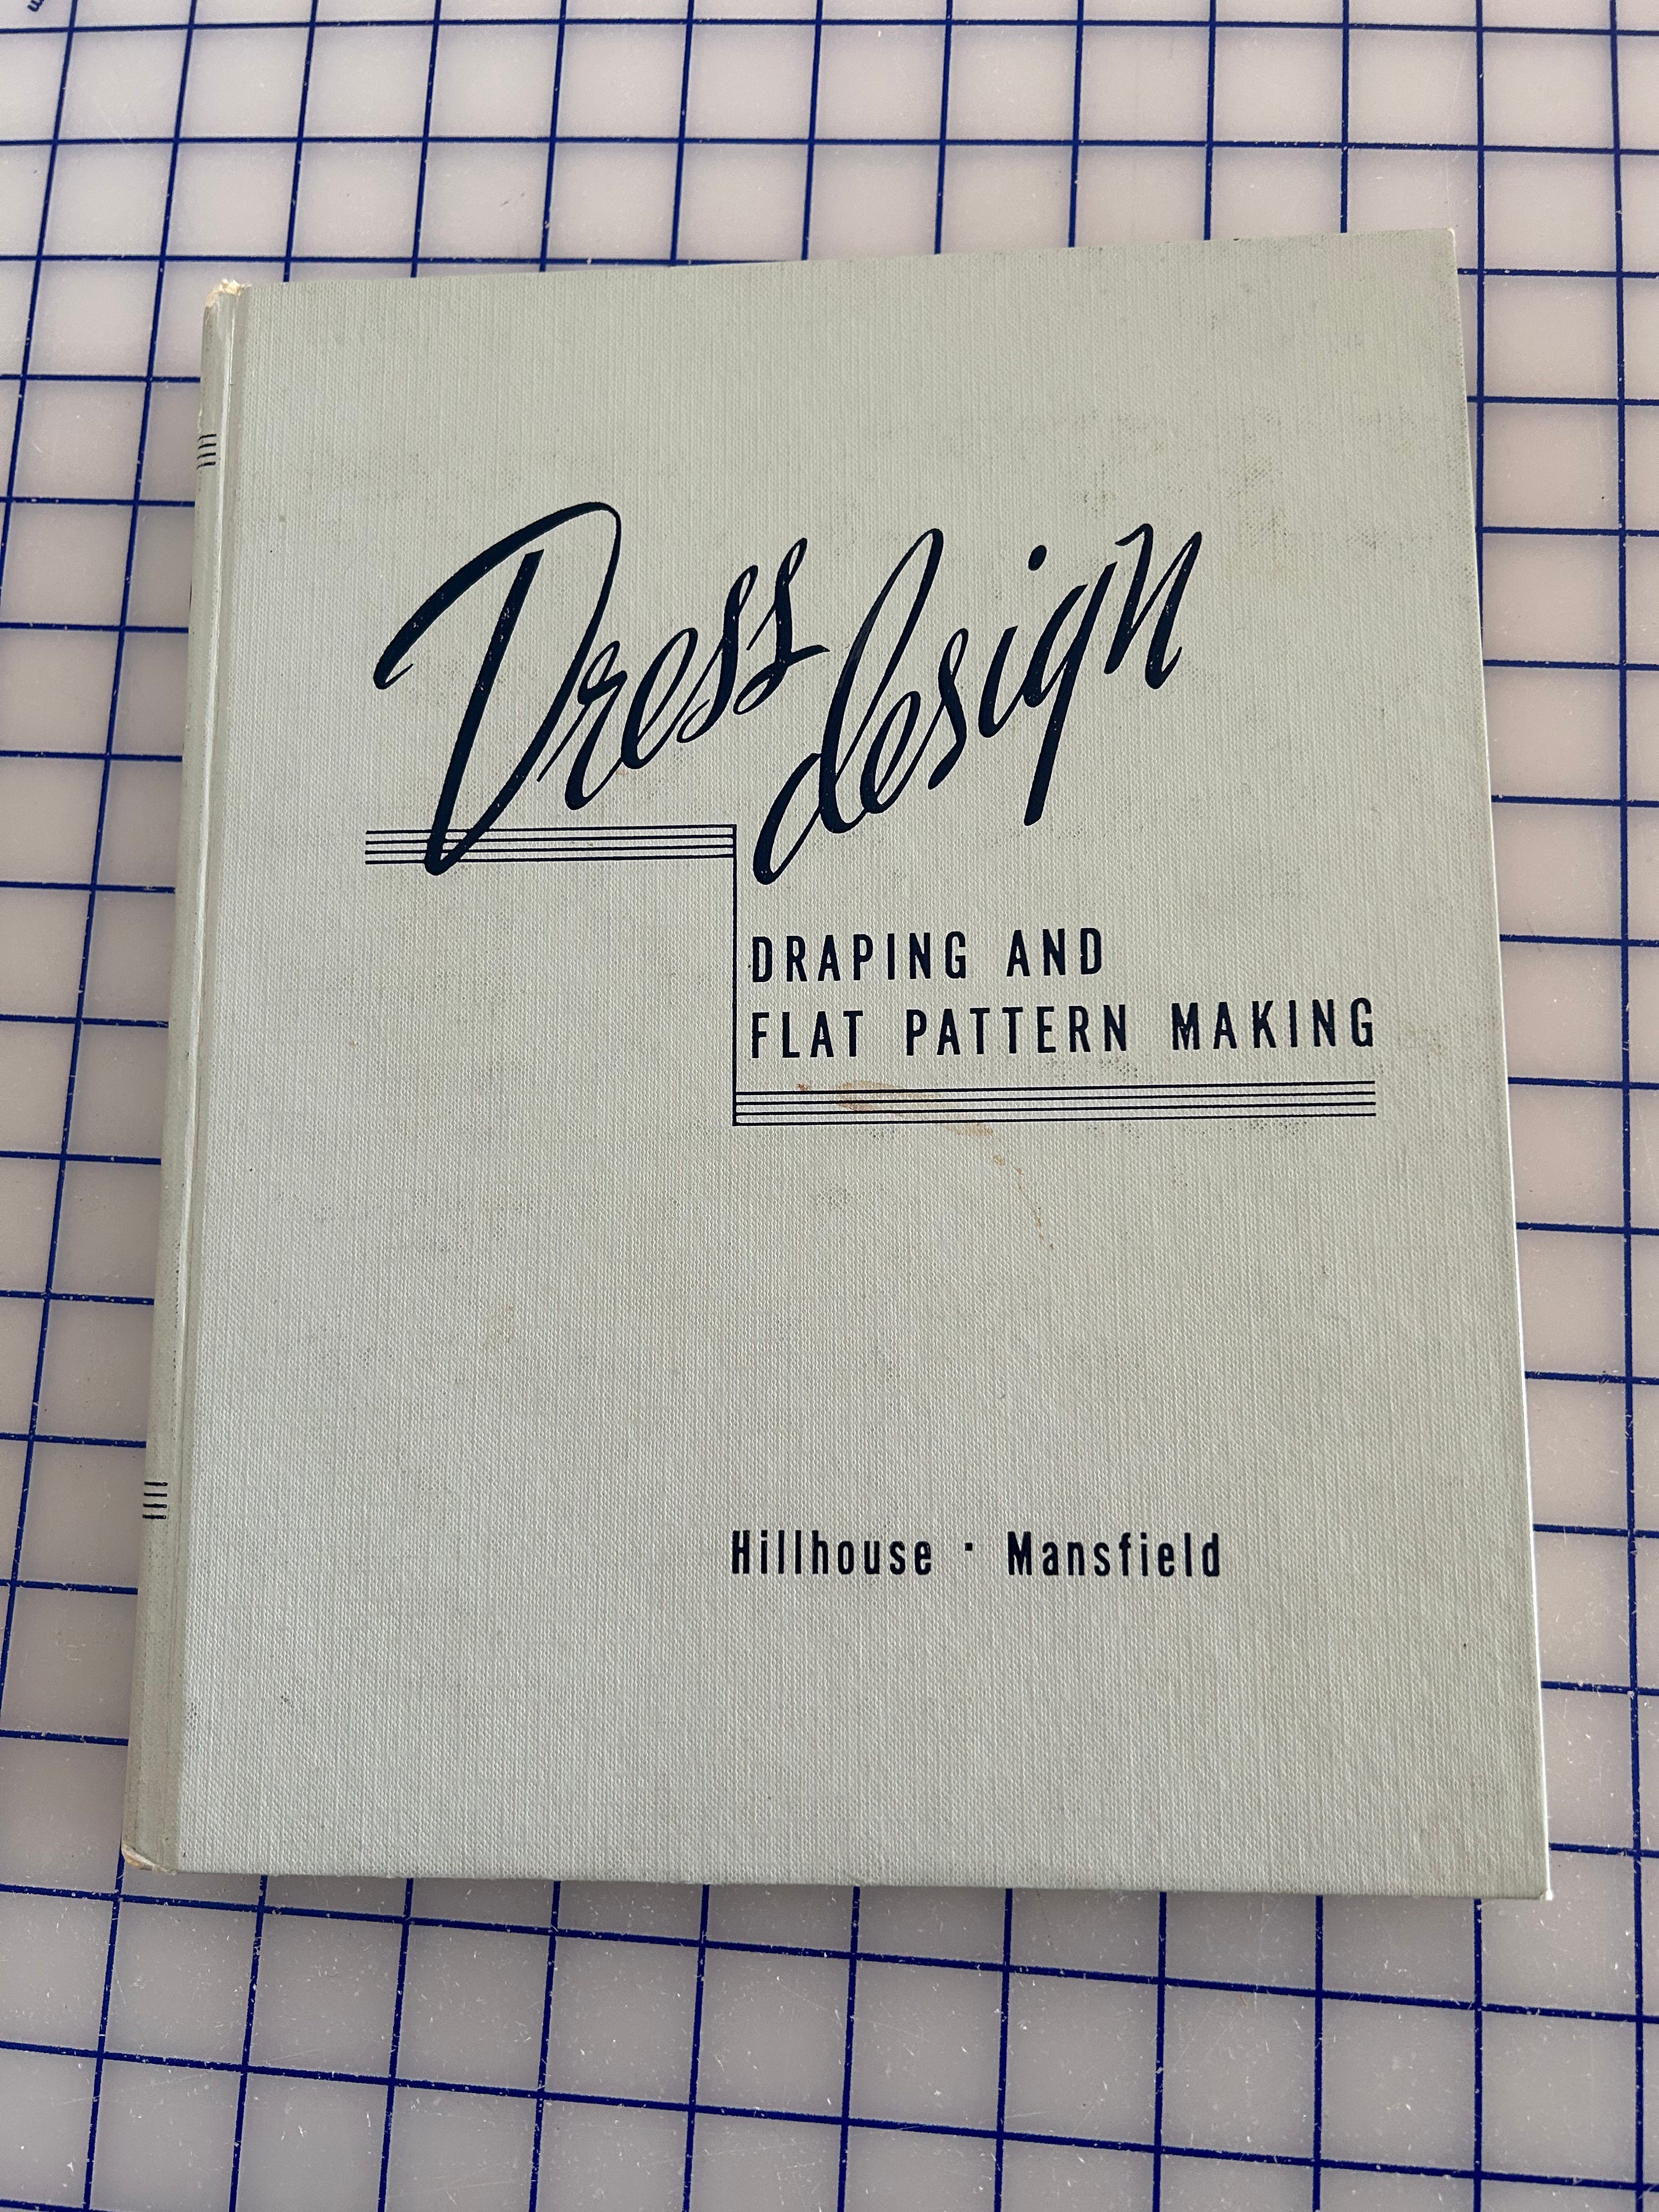 Dress design
DRAPING AND
FLAT PATTERN MAKING
Hillhouse · Mansfield